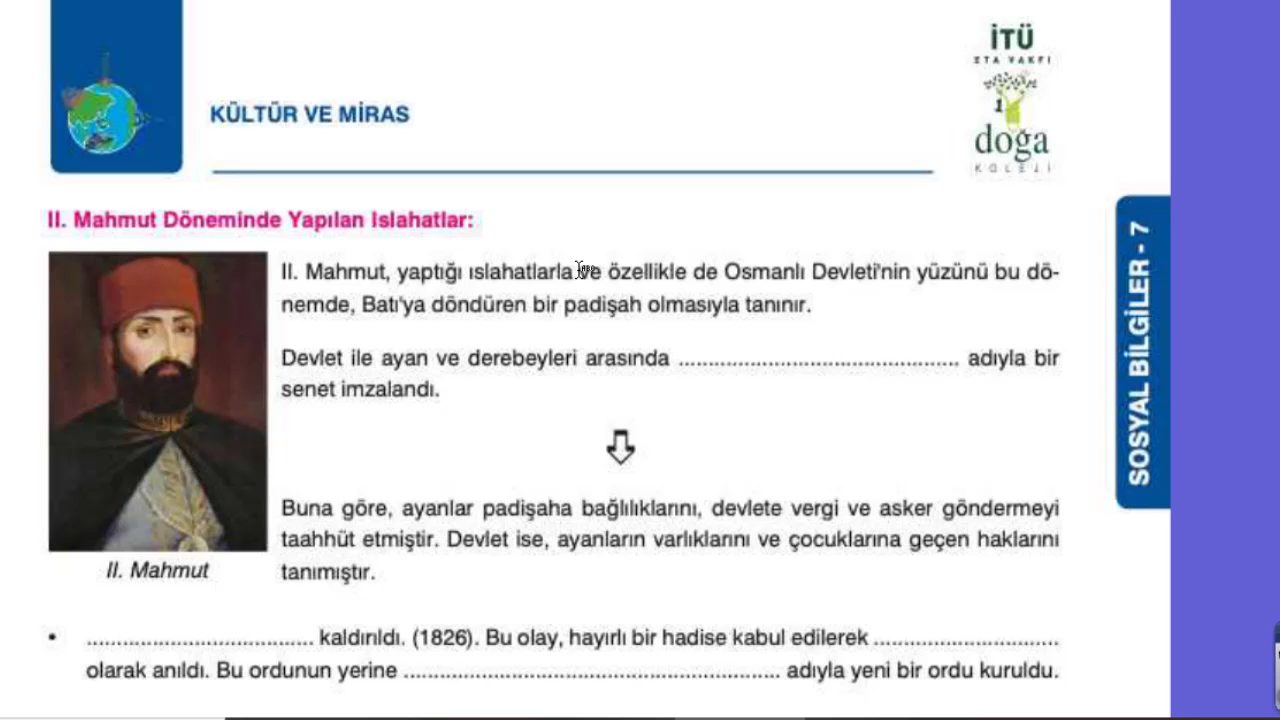 İTÜ
ETA VAKFI
1
doğa
KOLEJİ
KÜLTÜR VE MİRAS
II. Mahmut Döneminde Yapılan Islahatlar:
II. Mahmut, yaptığı ıslahatlarla ve özellikle de Osmanlı Devleti'nin yüzünü bu dö-
nemde, Batı'ya döndüren bir padişah olmasıyla tanınır.
Devlet ile ayan ve derebeyleri arasında ............................................... adıyla bir
senet imzalandı.
Buna göre, ayanlar padişaha bağlılıklarını, devlete vergi ve asker göndermeyi
taahhüt etmiştir. Devlet ise, ayanların varlıklarını ve çocuklarına geçen haklarını
tanımıştır.
II. Mahmut
• ...................................... kaldırıldı. (1826). Bu olay, hayırlı bir hadise kabul edilerek ...............................
olarak anıldı. Bu ordunun yerine ............................................................... adıyla yeni bir ordu kuruldu.
SOSYAL BİLGİLER - 7